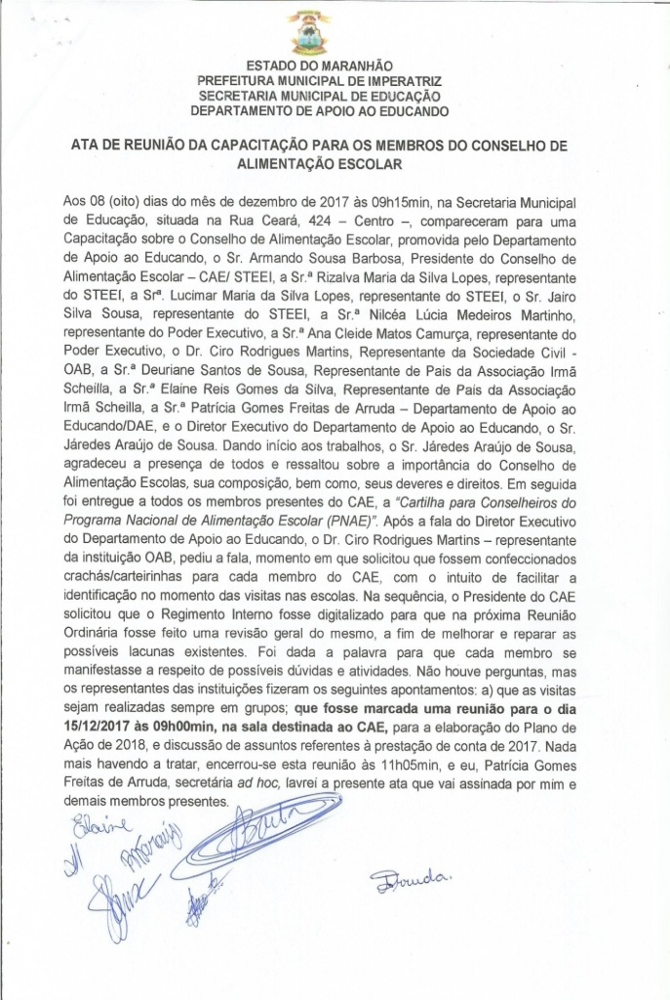 ESTADO DO MARANHÃO
PREFEITURA MUNICIPAL DE IMPERATRIZ
SECRETARIA MUNICIPAL DE EDUCAÇÃO
DEPARTAMENTO DE APOIO AO EDUCANDO
ATA DE REUNIÃO DA CAPACITAÇÃO PARA OS MEMBROS DO CONSELHO DE
ALIMENTAÇÃO ESCOLAR
Aos 08 (oito) dias do mês de dezembro de 2017 às 09h15min, na Secretaria Municipal
de Educação, situada na Rua Ceará, 424 – Centro –, compareceram para uma
Capacitação sobre o Conselho de Alimentação Escolar, promovida pelo Departamento
de Apoio ao Educando, o Sr. Armando Sousa Barbosa, Presidente do Conselho de
Alimentação Escolar – CAE/ STEEI, a Sr.ª Rizalva Maria da Silva Lopes, representante
do STEEI, a Srª. Lucimar Maria da Silva Lopes, representante do STEEI, o Sr. Jairo
Silva Sousa, representante do STEEI, a Sr.ª Nilcéa Lúcia Medeiros Martinho,
representante do Poder Executivo, a Sr.ª Ana Cleide Matos Camurça, representante do
Poder Executivo, o Dr. Ciro Rodrigues Martins, Representante da Sociedade Civil -
OAB, a Sr.ª Deuriane Santos de Sousa, Representante de Pais da Associação Irmã
Scheilla, a Sr.ª Elaine Reis Gomes da Silva, Representante de Pais da Associação
Irmã Scheilla, a Sr.ª Patrícia Gomes Freitas de Arruda – Departamento de Apoio ao
Educando/DAE, e o Diretor Executivo do Departamento de Apoio ao Educando, o Sr.
Járedes Araújo de Sousa. Dando início aos trabalhos, o Sr. Járedes Araújo de Sousa,
agradeceu a presença de todos e ressaltou sobre a importância do Conselho de
Alimentação Escolas, sua composição, bem como, seus deveres e direitos. Em seguida
foi entregue a todos os membros presentes do CAE, a “Cartilha para Conselheiros do
Programa Nacional de Alimentação Escolar (PNAE)”. Após a fala do Diretor Executivo
do Departamento de Apoio ao Educando, o Dr. Ciro Rodrigues Martins – representante
da instituição OAB, pediu a fala, momento em que solicitou que fossem confeccionados
crachás/carteirinhas para cada membro do CAE, com o intuito de facilitar a
identificação no momento das visitas nas escolas. Na sequência, o Presidente do CAE
solicitou que o Regimento Interno fosse digitalizado para que na próxima Reunião
Ordinária fosse feito uma revisão geral do mesmo, a fim de melhorar e reparar as
possíveis lacunas existentes. Foi dada a palavra para que cada membro se
manifestasse a respeito de possíveis dúvidas e atividades. Não houve perguntas, mas
os representantes das instituições fizeram os seguintes apontamentos: a) que as visitas
sejam realizadas sempre em grupos; que fosse marcada uma reunião para o dia
15/12/2017 às 09h00min, na sala destinada ao CAE, para a elaboração do Plano de
Ação de 2018, e discussão de assuntos referentes à prestação de conta de 2017. Nada
mais havendo a tratar, encerrou-se esta reunião às 11h05min, e eu, Patrícia Gomes
Freitas de Arruda, secretária ad hoc, lavrei a presente ata que vai assinada por mim e
demais membros presentes.
Elaine